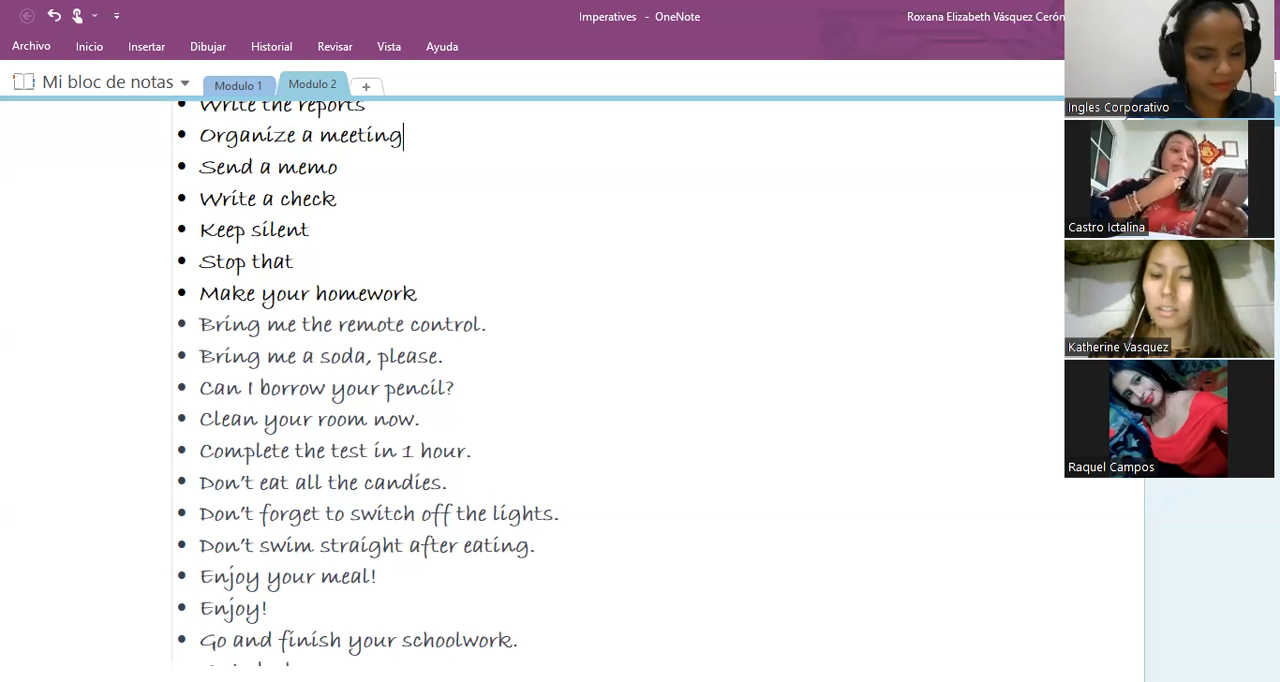 Imperatives - OneNote
Roxana Elizabeth Vásquez Cerón
Archivo Inicio Insertar Dibujar Historial Revisar Vista Ayuda
Mi bloc de notas Modulo 1 Modulo 2 +
Write the reports
Organize a meeting
Send a memo
Write a check
Keep silent
Stop that
Make your homework
Bring me the remote control.
Bring me a soda, please.
Can I borrow your pencil?
Clean your room now.
Complete the test in 1 hour.
Don't eat all the candies.
Don't forget to switch off the lights.
Don't swim straight after eating.
Enjoy your meal!
Enjoy!
Go and finish your schoolwork.
Ingles Corporativo
Castro Ictalina
Katherine Vasquez
Raquel Campos